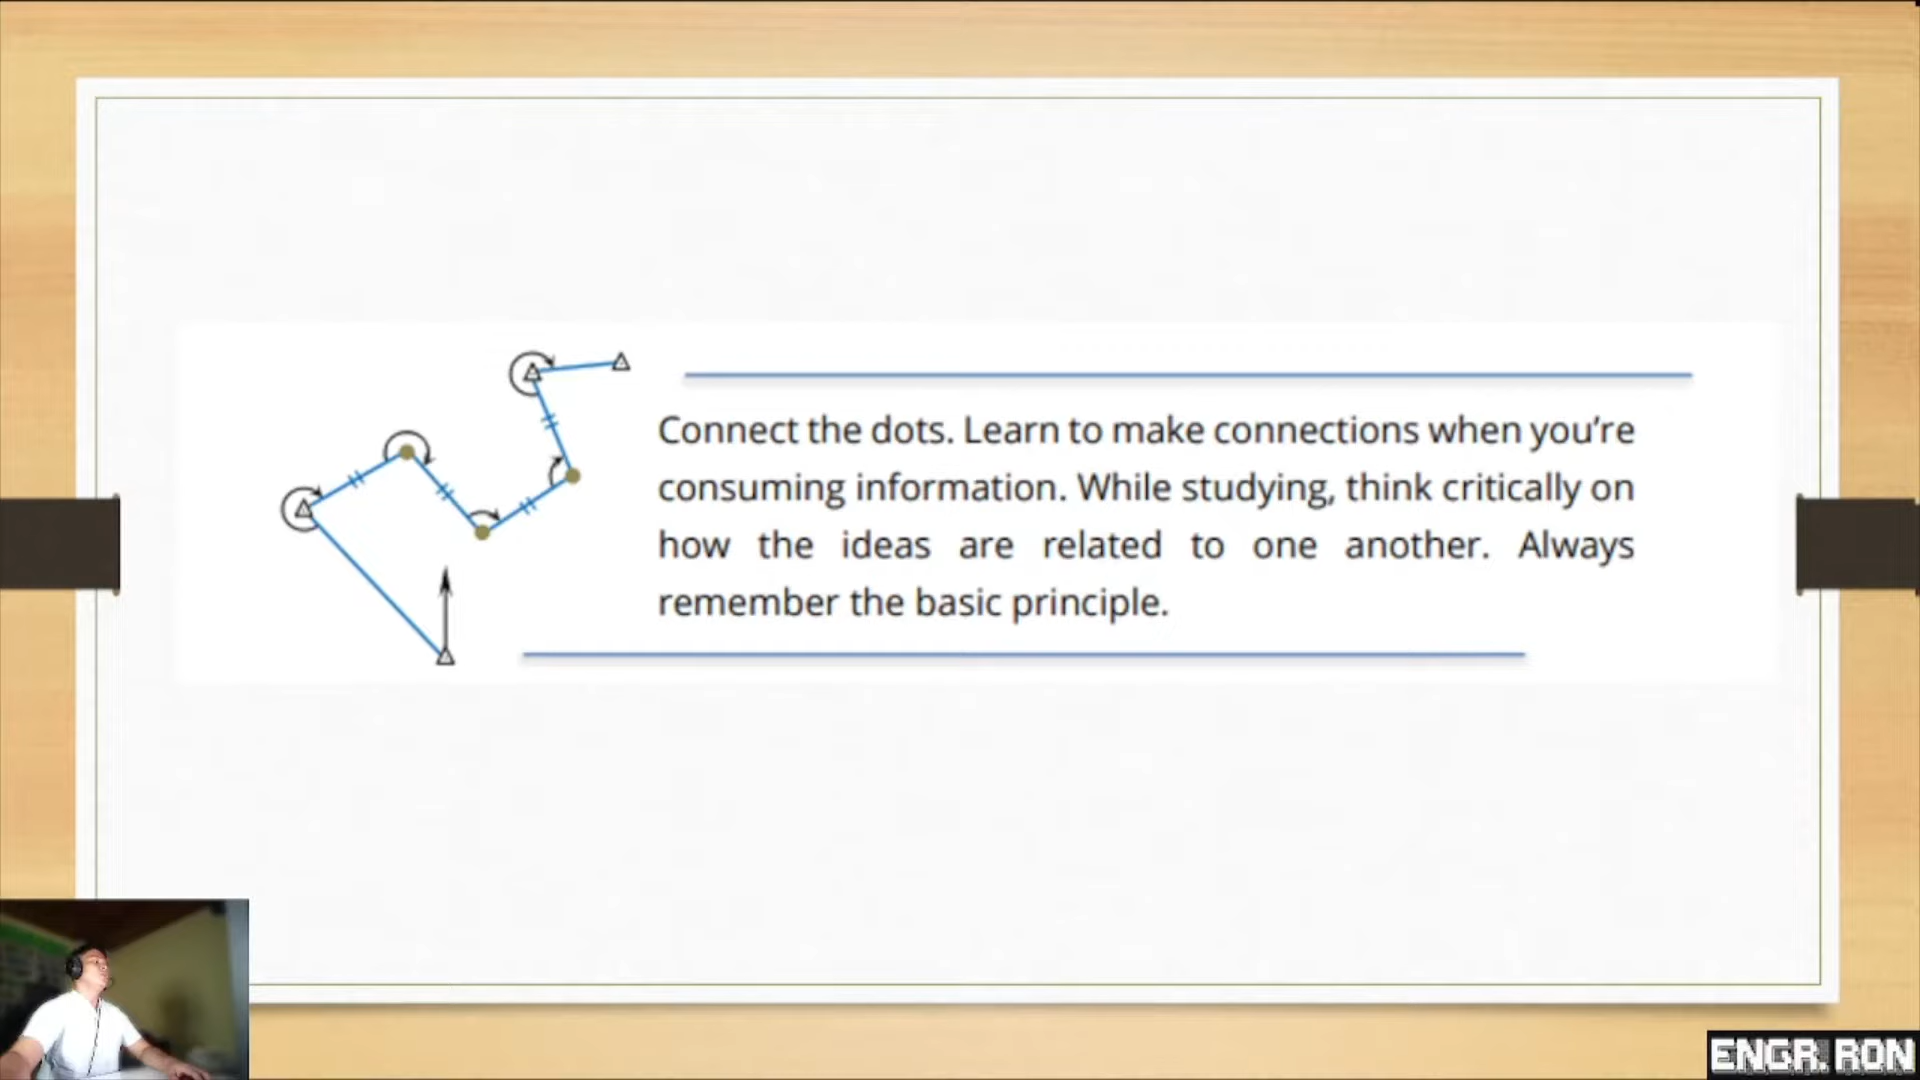 Connect the dots. Learn to make connections when you’re
consuming information. While studying, think critically on
how the ideas are related to one another. Always
remember the basic principle.
ENGR. RON